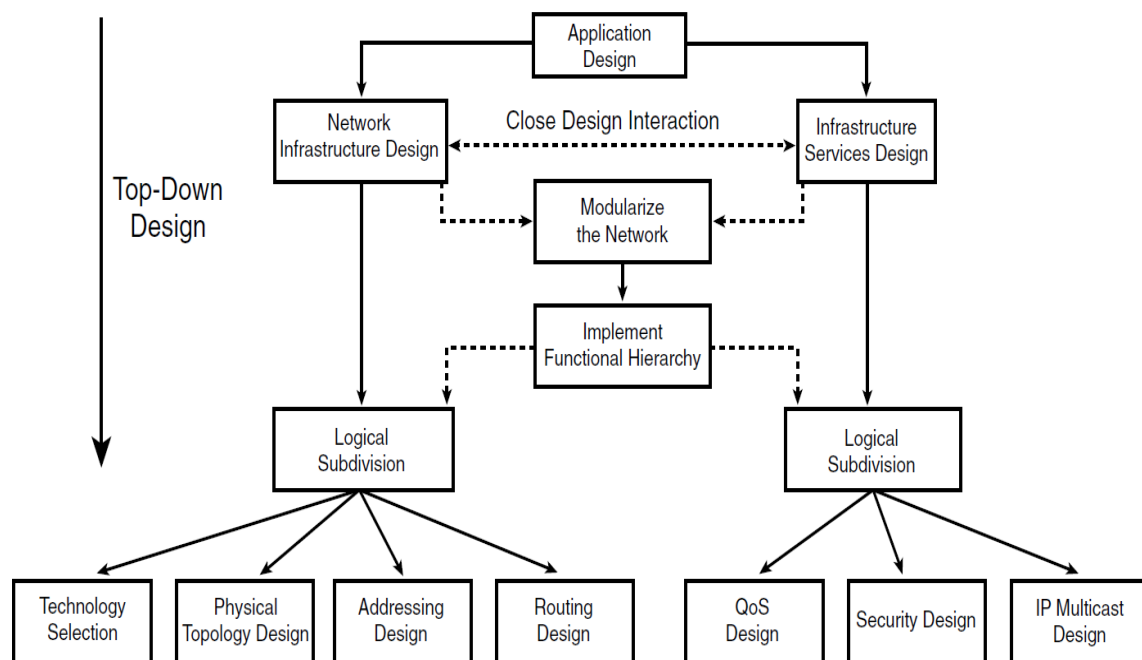 Application
Design
Network
Infrastructure Design
Close Design Interaction
Infrastructure
Services Design
Top-Down
Design
Modularize
the Network
Implement
Functional Hierarchy
Logical
Subdivision
Logical
Subdivision
Technology
Selection
Physical
Topology Design
Addressing
Design
Routing
Design
QoS
Design
Security Design
IP Multicast
Design